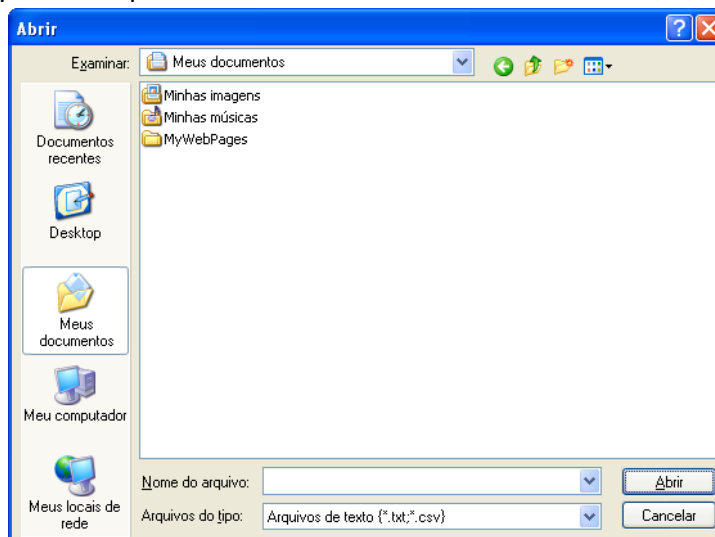 Abrir
Examinar:
Meus documentos
Minhas imagens
Minhas músicas
MyWebPages
Documentos
recentes
Desktop
Meus
documentos
Meu computador
Meus locais de
rede
Nome do arquivo:
Abrir
Arquivos do tipo:
Arquivos de texto {*.txt;*.csv}
Cancelar